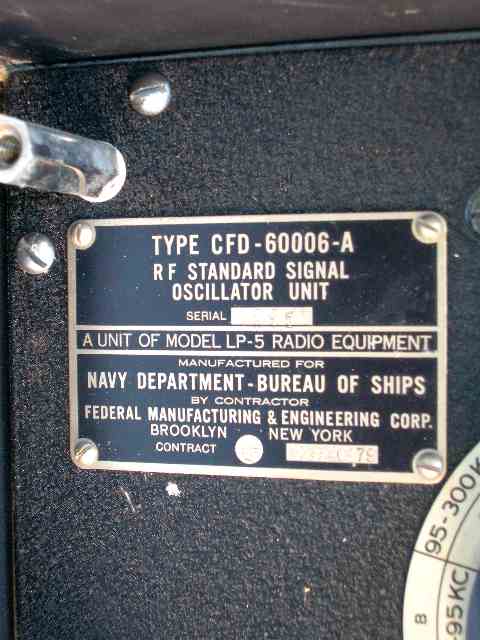 TYPE CFD-60006-A
RF STANDARD SIGNAL
OSCILLATOR UNIT
SERIAL
A UNIT OF MODEL LP-5 RADIO EQUIPMENT
MANUFACTURED FOR
NAVY DEPARTMENT-BUREAU OF SHIPS
BY CONTRACTOR
FEDERAL MANUFACTURING & ENGINEERING CORP.
BROOKLYN NEW YORK
CONTRACT
B
95-300K
95KC